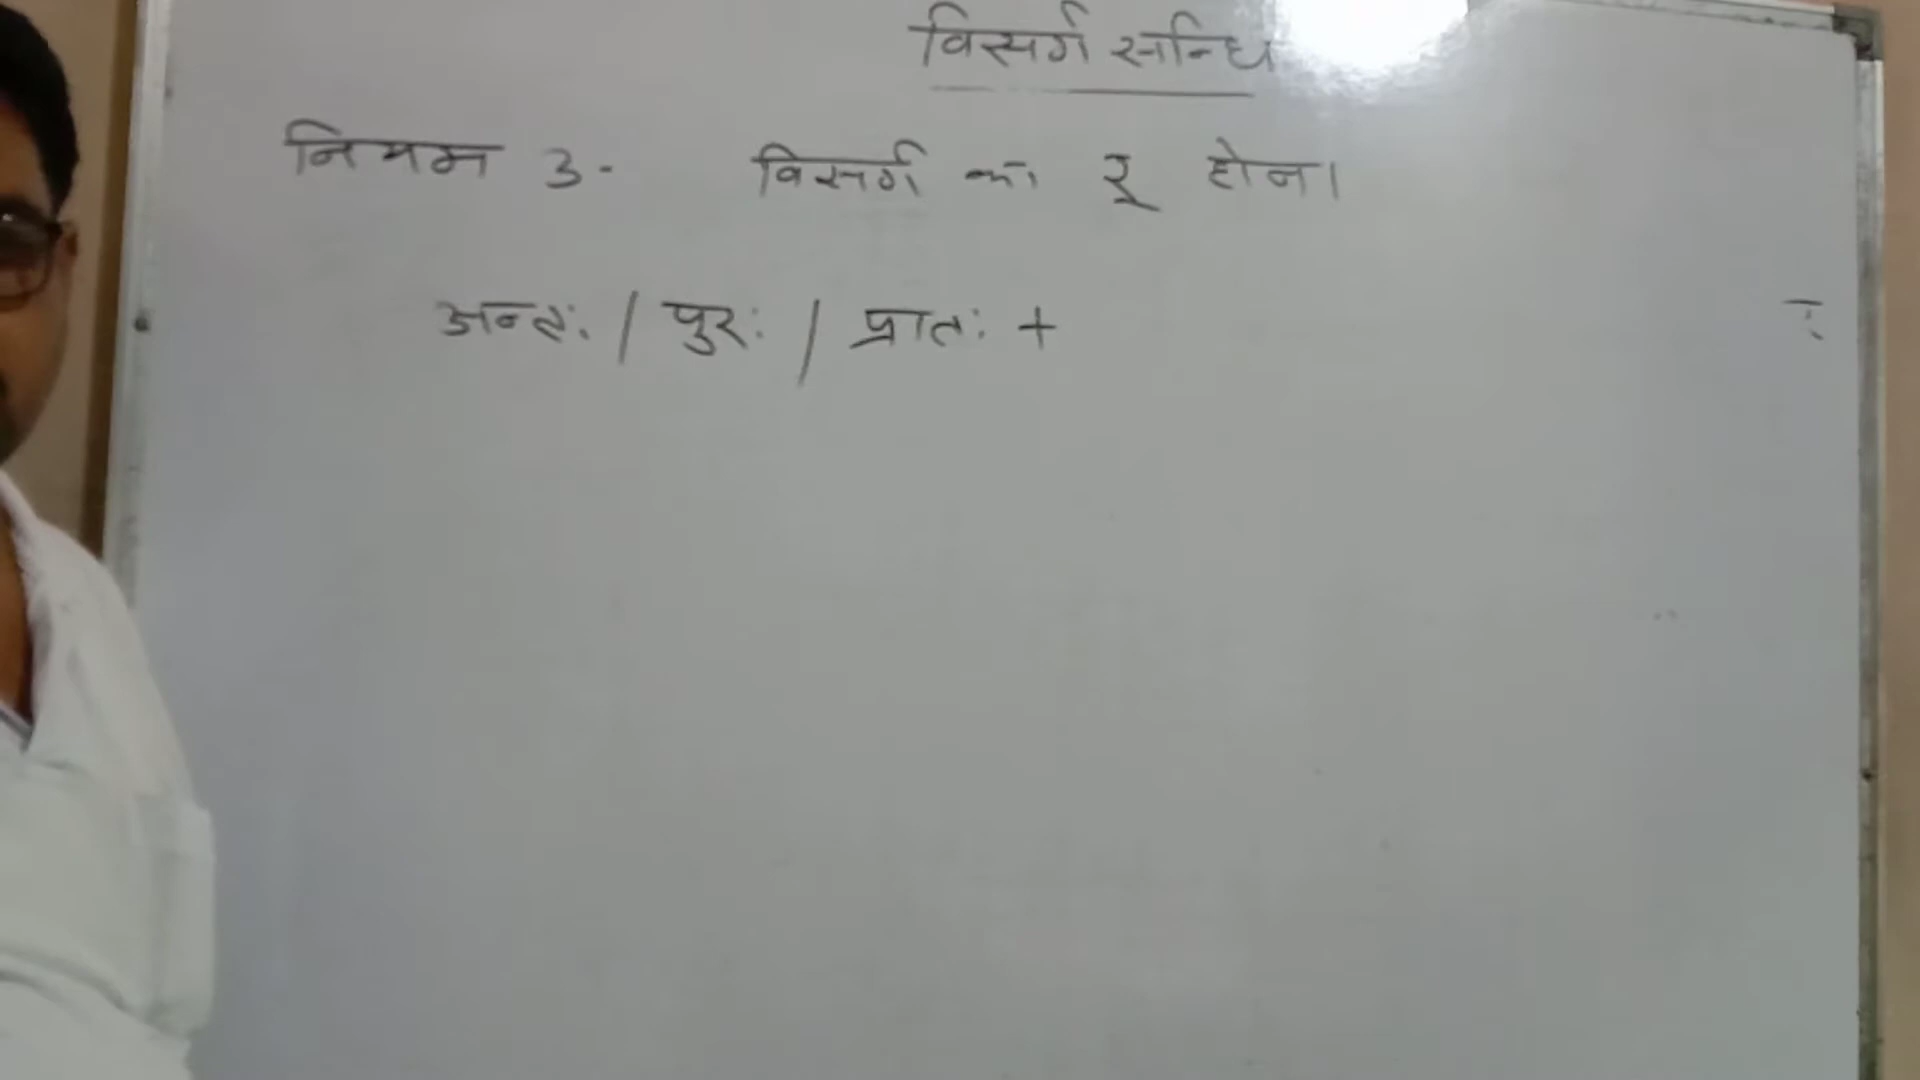 विसर्ग सन्धि
नियम 3- विसर्ग का र् होना
अन्तः / पुरः / प्रातः +